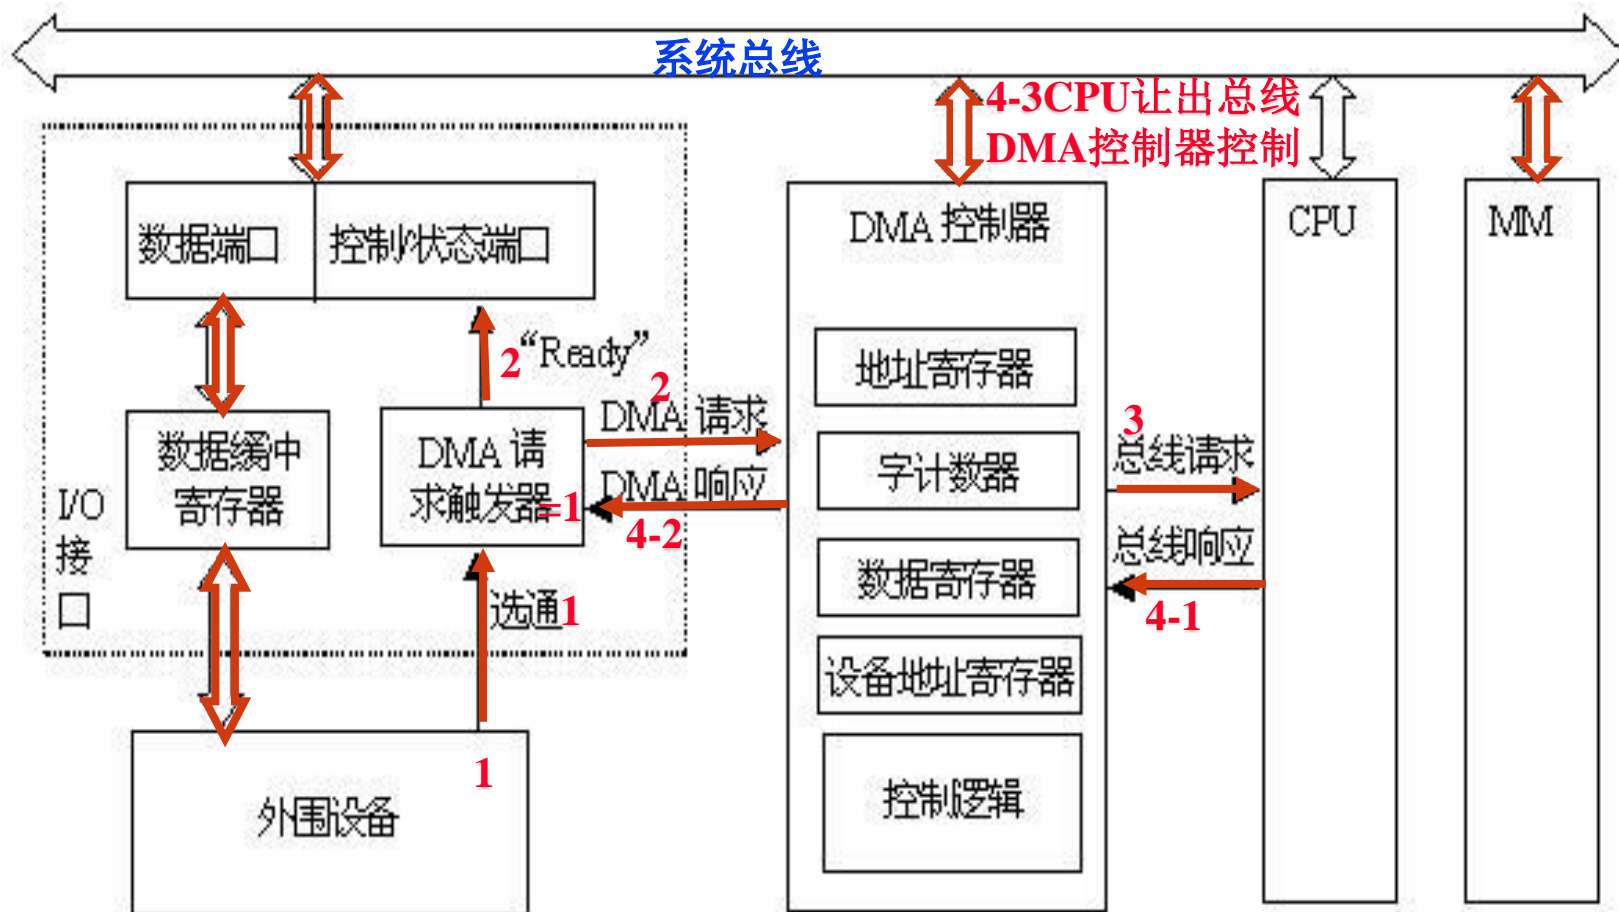 系统总线
4-3CPU让出总线
DMA控制器控制
数据端口
控制/状态端口
DMA 控制器
CPU
MM
2
“Ready”
2
地址寄存器
DMA 请求
3
数据缓冲
寄存器
DMA 请
求触发器
=1
DMA 响应
字计数器
总线请求
I/O
接
口
4-2
总线响应
数据寄存器
选通1
4-1
设备地址寄存器
1
外围设备
控制逻辑